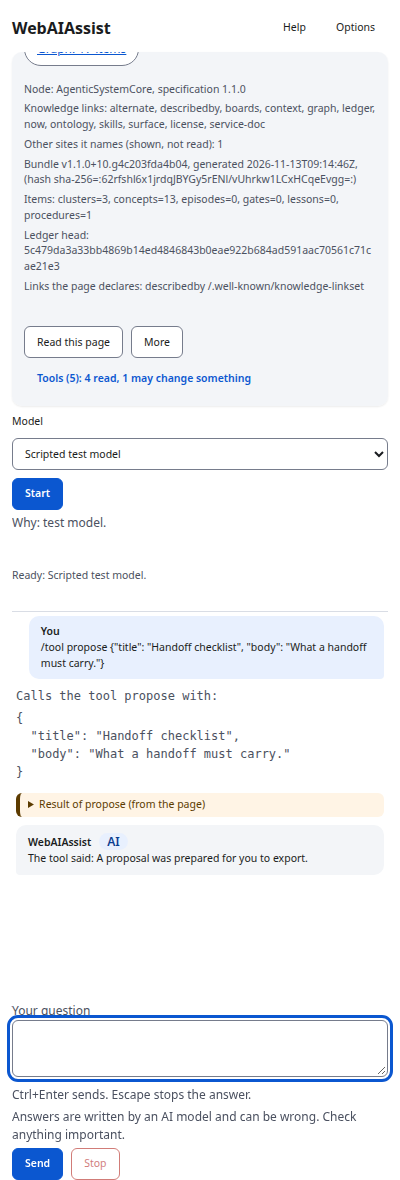 WebAIAssist
Help Options
Node: AgenticSystemCore, specification 1.1.0
Knowledge links: alternate, describedby, boards, context, graph, ledger,
now, ontology, skills, surface, license, service-doc
Other sites it names (shown, not read): 1
Bundle v1.1.0+10.g4c203fda4b04, generated 2026-11-13T09:14:46Z,
(hash sha-256=:62rfshl6x1jrdqJBYGy5rENl/vUhrkw1LCxHCqeEvgg=:)
Items: clusters=3, concepts=13, episodes=0, gates=0, lessons=0,
procedures=1
Ledger head:
5c479da3a33bb4869b14ed4846843b0eae922b684ad591aac70561c71c
ae21e3
Links the page declares: describedby /.well-known/knowledge-linkset
Read this page More
Tools (5): 4 read, 1 may change something
Model
Scripted test model
Start
Why: test model.
Ready: Scripted test model.
You
/tool propose {"title": "Handoff checklist", "body": "What a handoff
must carry."}
Calls the tool propose with:
{
"title": "Handoff checklist",
"body": "What a handoff must carry."
}
Result of propose (from the page)
WebAIAssist AI
The tool said: A proposal was prepared for you to export.
Your question
Ctrl+Enter sends. Escape stops the answer.
Answers are written by an AI model and can be wrong. Check
anything important.
Send Stop